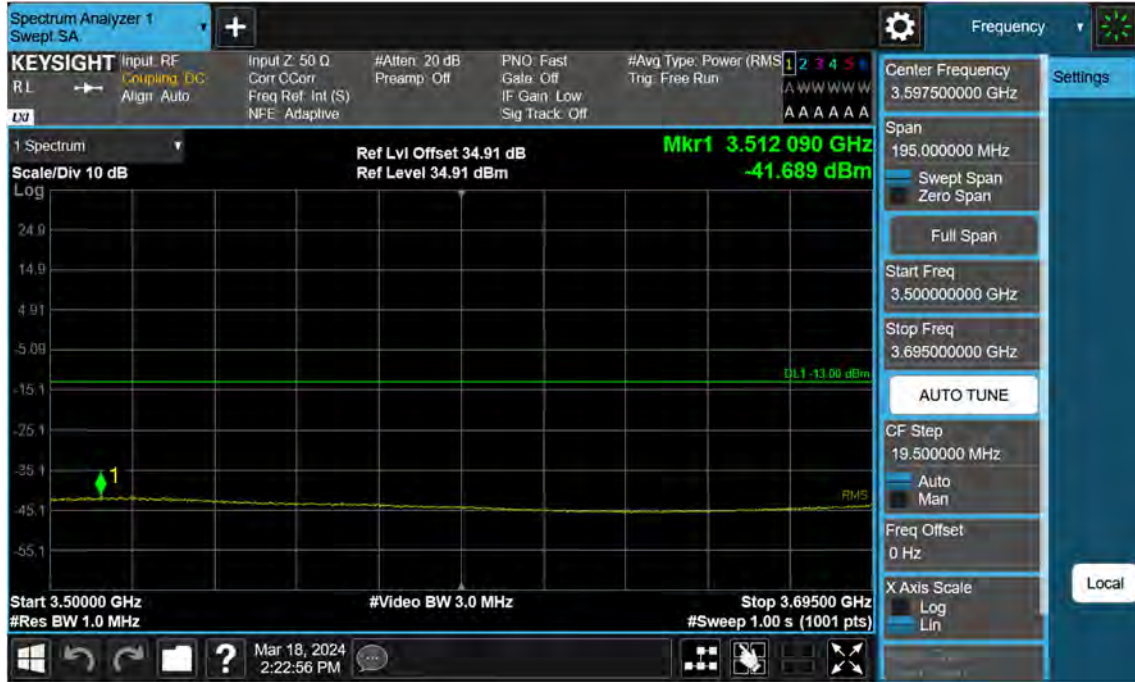 Spectrum Analyzer 1
Swept SA
+
Frequency
KEYSIGHT
RL
LXI
Input: RF
Coupling: DC
Align: Auto
Input Z: 50 Ω
Corr CCorr
Freq Ref: Int (S)
NFE: Adaptive
#Atten: 20 dB
Preamp: Off
PNO: Fast
Gate: Off
IF Gain: Low
Sig Track: Off
#Avg Type: Power (RMS
Trig: Free Run
1 2 3 4 5 6
A W W W W W
A A A A A A
Center Frequency
3.597500000 GHz
Settings
1 Spectrum
Scale/Div 10 dB
Ref Lvl Offset 34.91 dB
Ref Level 34.91 dBm
Mkr1 3.512 090 GHz
-41.689 dBm
Log
24.9
14.9
4.91
-5.09
-15.1
-25.1
-35.1
-45.1
-55.1
DL1 -13.00 dBm
1
RMS
Start 3.50000 GHz
#Res BW 1.0 MHz
#Video BW 3.0 MHz
Stop 3.69500 GHz
#Sweep 1.00 s (1001 pts)
Span
195.000000 MHz
Swept Span
Zero Span
Full Span
Start Freq
3.500000000 GHz
Stop Freq
3.695000000 GHz
AUTO TUNE
CF Step
19.500000 MHz
Auto
Man
Freq Offset
0 Hz
X Axis Scale
Log
Lin
Local
?
Mar 18, 2024
2:22:56 PM